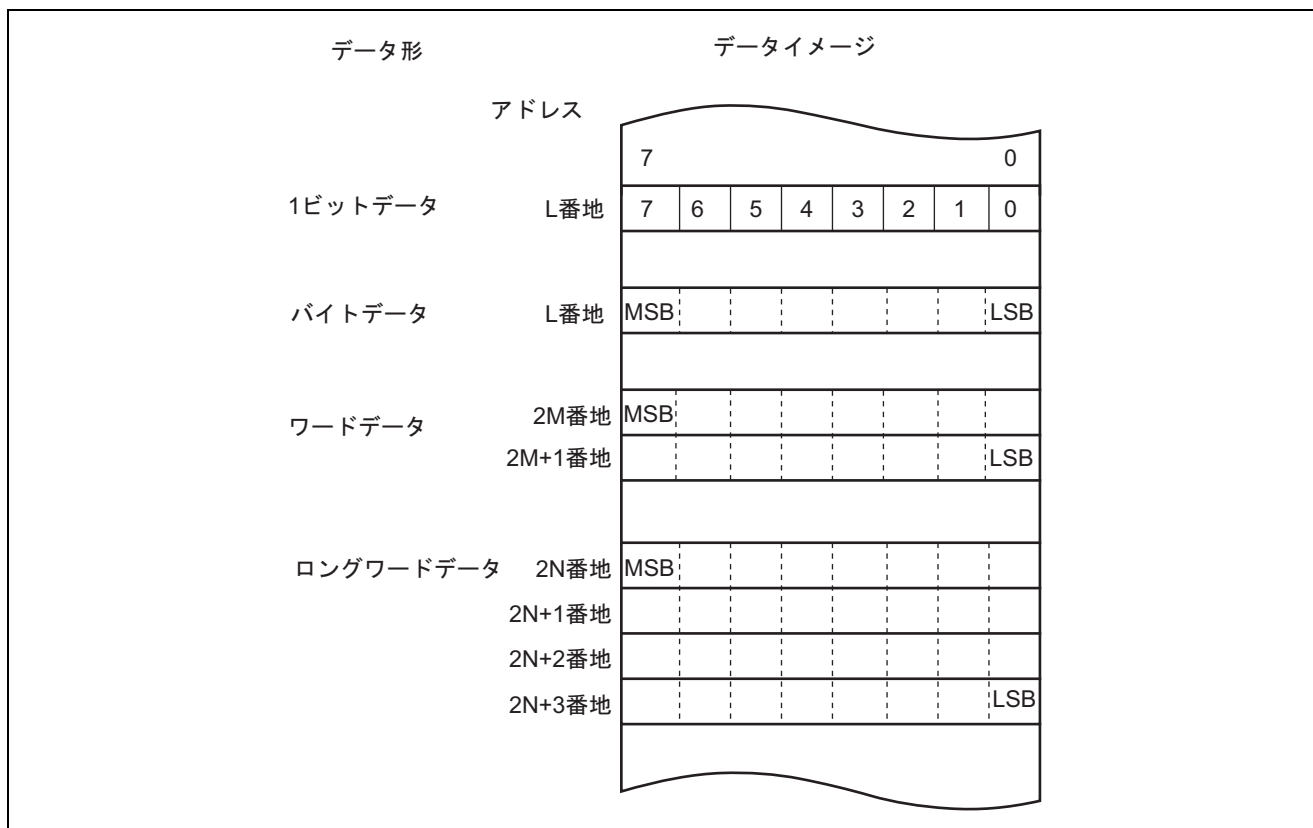 データ形 データイメージ
アドレス
7 0
1ビットデータ L番地 7 6 5 4 3 2 1 0
バイトデータ L番地 MSB LSB
ワードデータ 2M番地 MSB
2M+1番地 LSB
ロングワードデータ 2N番地 MSB
2N+1番地
2N+2番地
2N+3番地 LSB